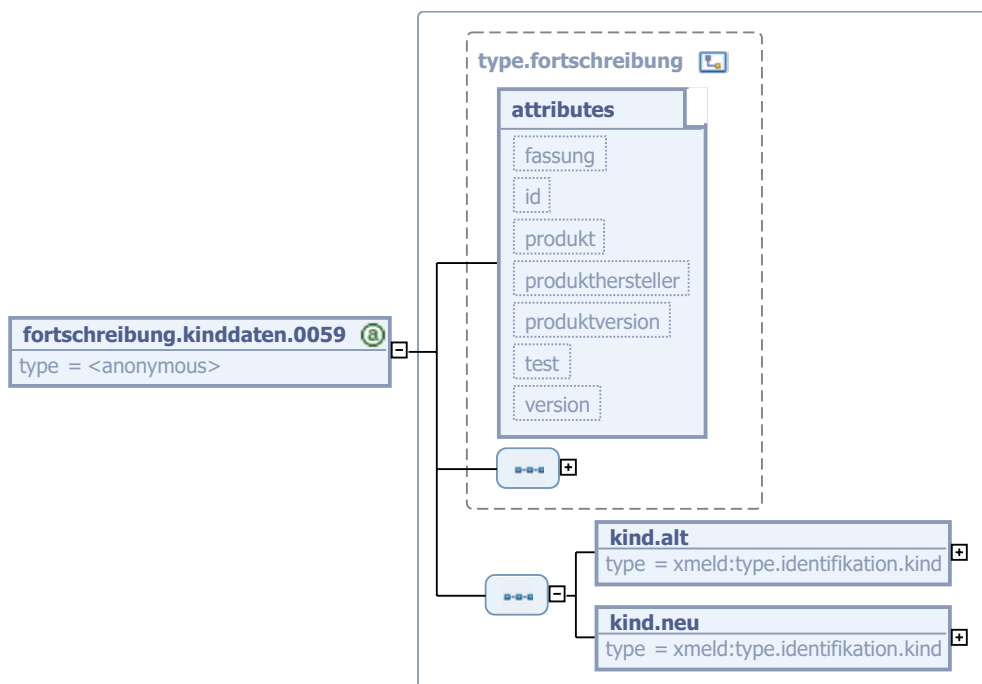 type.fortschreibung
attributes
fassung
id
produkt
produkthersteller
produktversion
test
version
fortschreibung.kinddaten.0059 @
type = <anonymous>
kind.alt
type = xmeld:type.identifikation.kind
kind.neu
type = xmeld:type.identifikation.kind